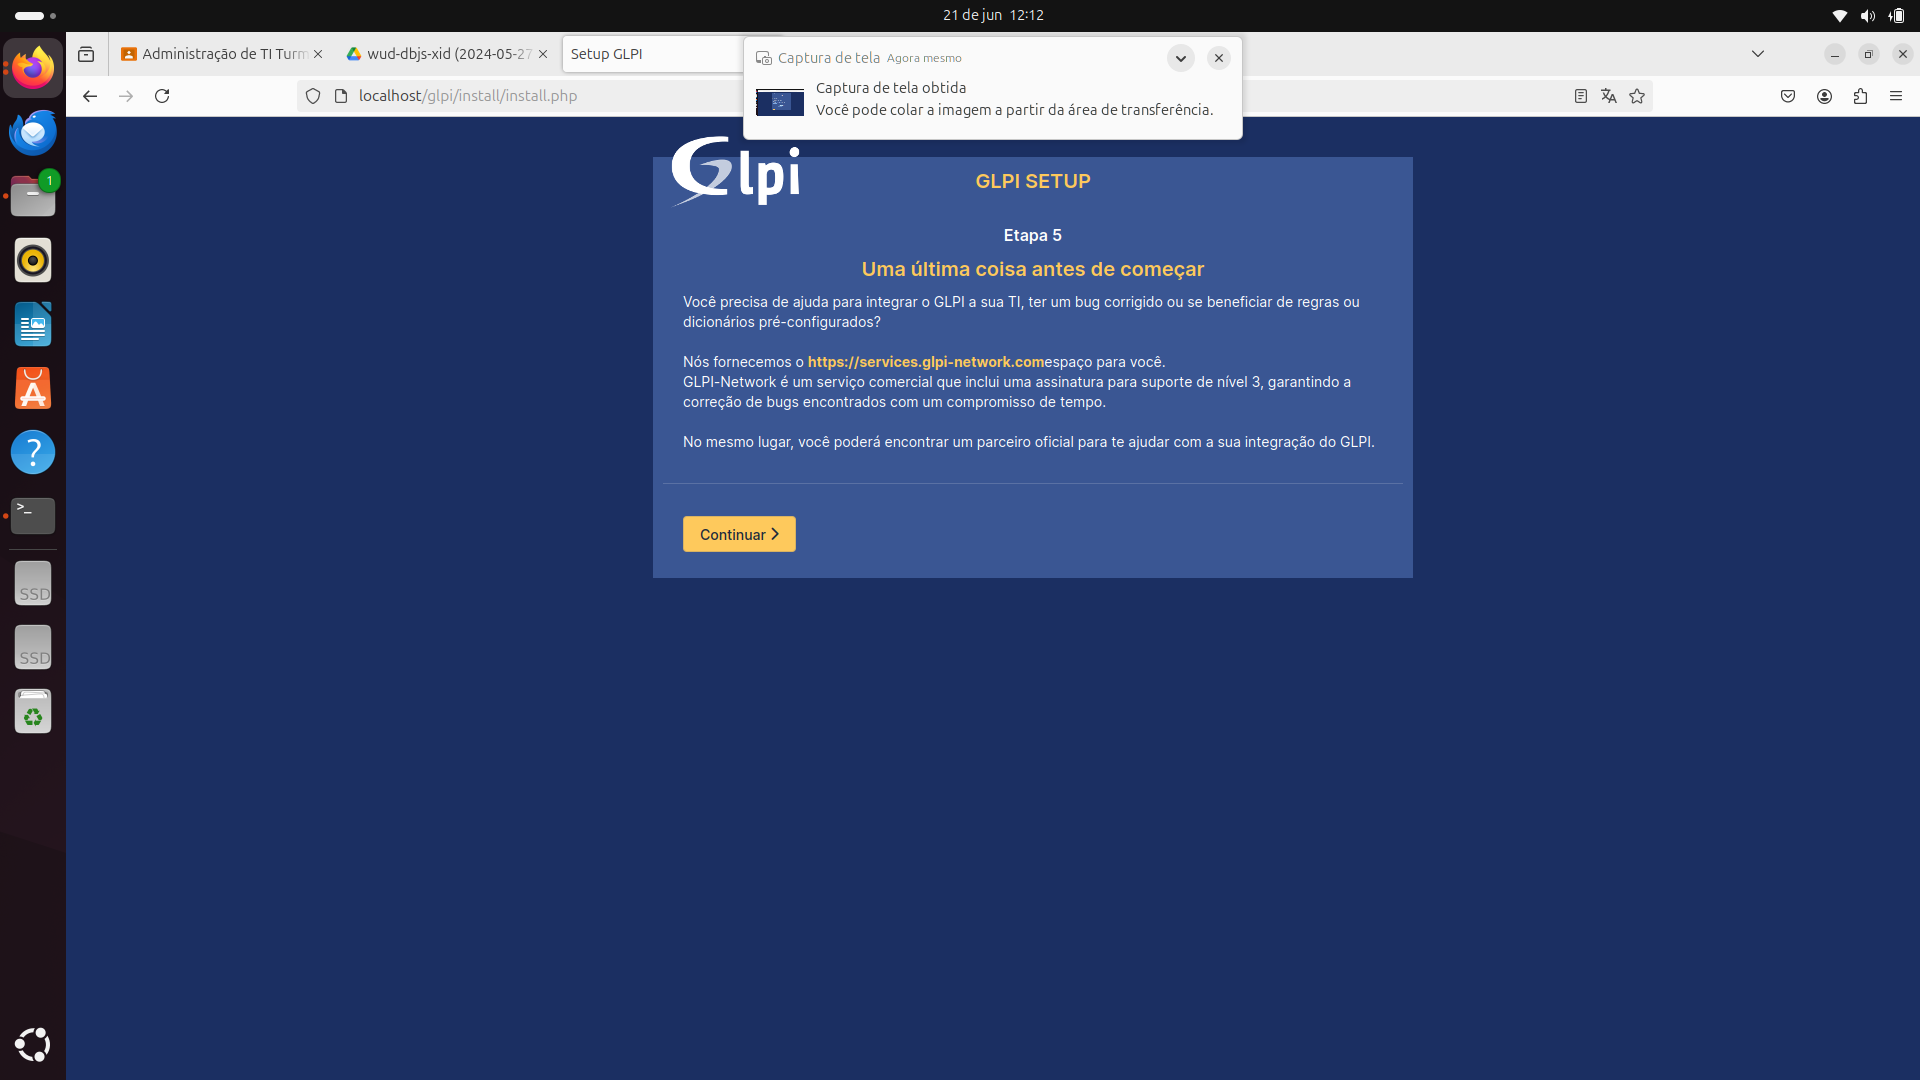 21 de jun 12:12
Administração de TI Turm
wud-dbjs-xid (2024-05-27
Setup GLPI
Captura de tela Agora mesmo
Captura de tela obtida
Você pode colar a imagem a partir da área de transferência.
localhost/glpi/install/install.php
1
Glpi
GLPI SETUP
Etapa 5
Uma última coisa antes de começar
Você precisa de ajuda para integrar o GLPI a sua TI, ter um bug corrigido ou se beneficiar de regras ou
dicionários pré-configurados?
Nós fornecemos o https://services.glpi-network.comespaço para você.
GLPI-Network é um serviço comercial que inclui uma assinatura para suporte de nível 3, garantindo a
correção de bugs encontrados com um compromisso de tempo.
No mesmo lugar, você poderá encontrar um parceiro oficial para te ajudar com a sua integração do GLPI.
Continuar
?
>_
SSD
SSD